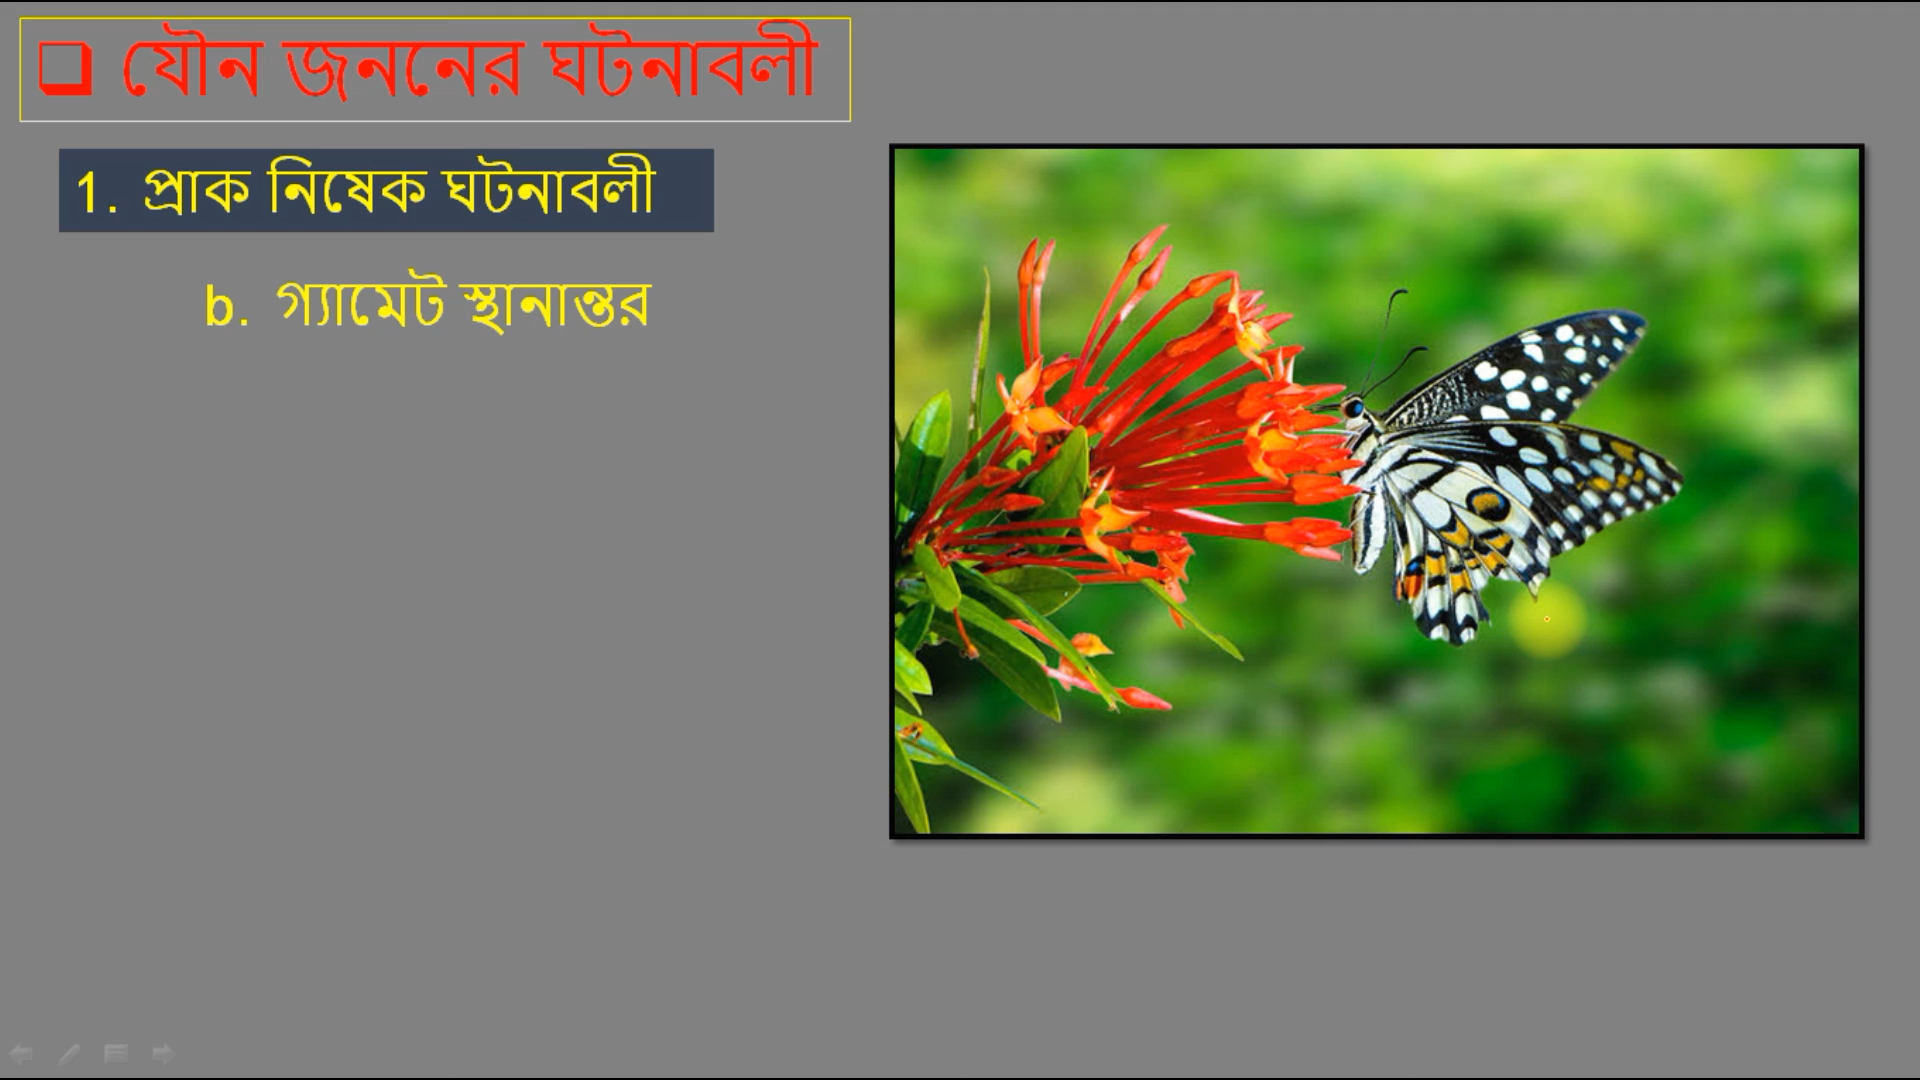 যৌন জননের ঘটনাবলী
1. প্রাক নিষেক ঘটনাবলী
b. গ্যামেট স্থানান্তর